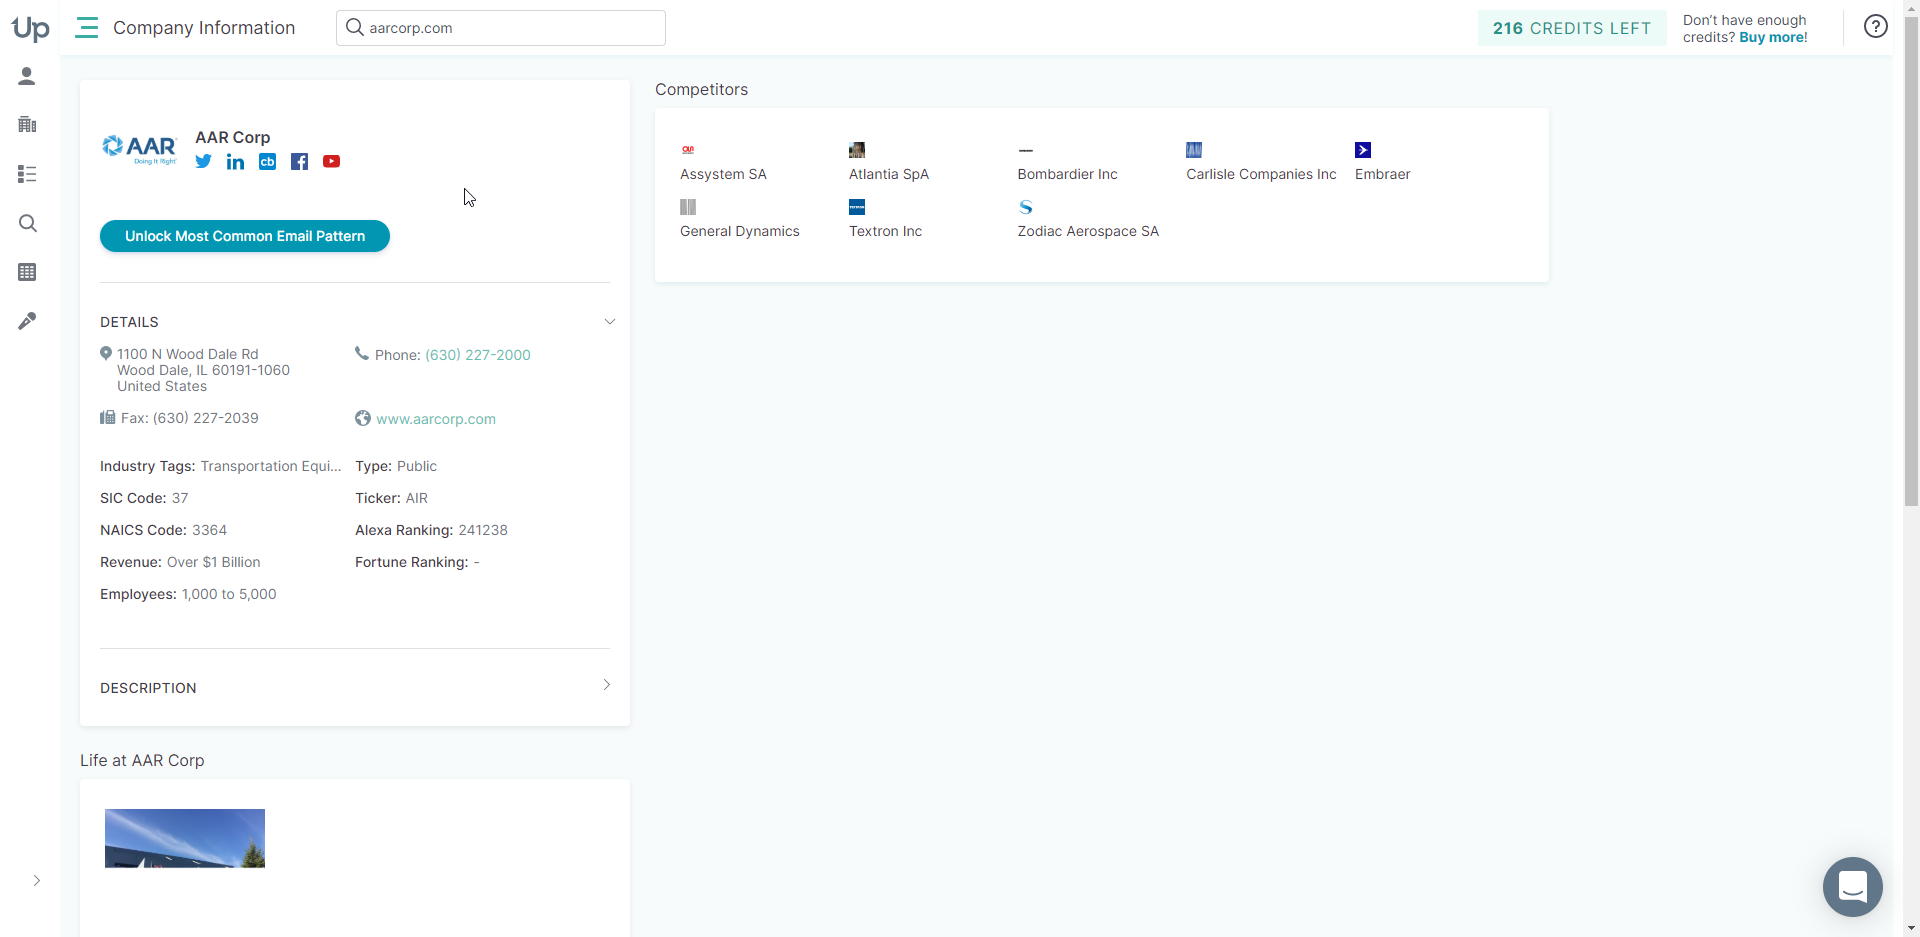 Up
Company Information
aarcorp.com
216 CREDITS LEFT
Don't have enough
credits? Buy more!
AAR
Doing It Right®
AAR Corp
cb
Unlock Most Common Email Pattern
DETAILS
1100 N Wood Dale Rd
Wood Dale, IL 60191-1060
United States
Phone: (630) 227-2000
Fax: (630) 227-2039
www.aarcorp.com
Industry Tags: Transportation Equi...
Type: Public
SIC Code: 37
Ticker: AIR
NAICS Code: 3364
Alexa Ranking: 241238
Revenue: Over $1 Billion
Fortune Ranking: -
Employees: 1,000 to 5,000
DESCRIPTION
Life at AAR Corp
Competitors
Assystem SA
Atlantia SpA
Bombardier Inc
Carlisle Companies Inc
Embraer
General Dynamics
TEXTRON
Textron Inc
Zodiac Aerospace SA